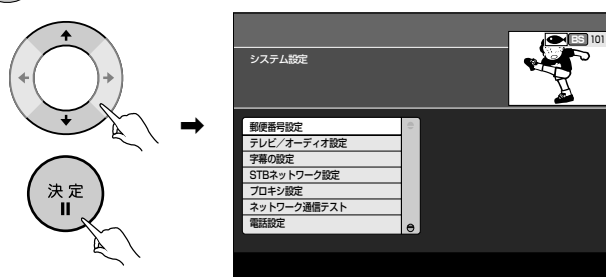 BS 101
システム設定
郵便番号設定
テレビ／オーディオ設定
字幕の設定
STBネットワーク設定
プロキシ設定
ネットワーク通信テスト
電話設定
決定